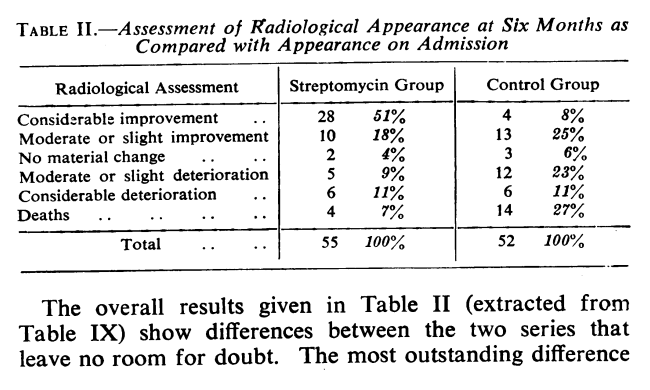 TABLE II.—Assessment of Radiological Appearance at Six Months as
Compared with Appearance on Admission
Radiological Assessment Streptomycin Group Control Group
Considerable improvement .. 28 51% 4 8%
Moderate or slight improvement 10 18% 13 25%
No material change .. .. 2 4% 3 6%
Moderate or slight deterioration 5 9% 12 23%
Considerable deterioration .. 6 11% 6 11%
Deaths .. .. .. .. 4 7% 14 27%
Total .. .. 55 100% 52 100%
The overall results given in Table II (extracted from
Table IX) show differences between the two series that
leave no room for doubt. The most outstanding difference